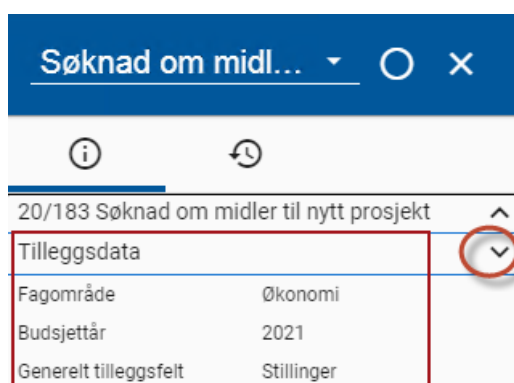 Søknad om midl...
20/183 Søknad om midler til nytt prosjekt
Tilleggsdata
Fagområde Økonomi
Budsjettår 2021
Generelt tilleggsfelt Stillinger